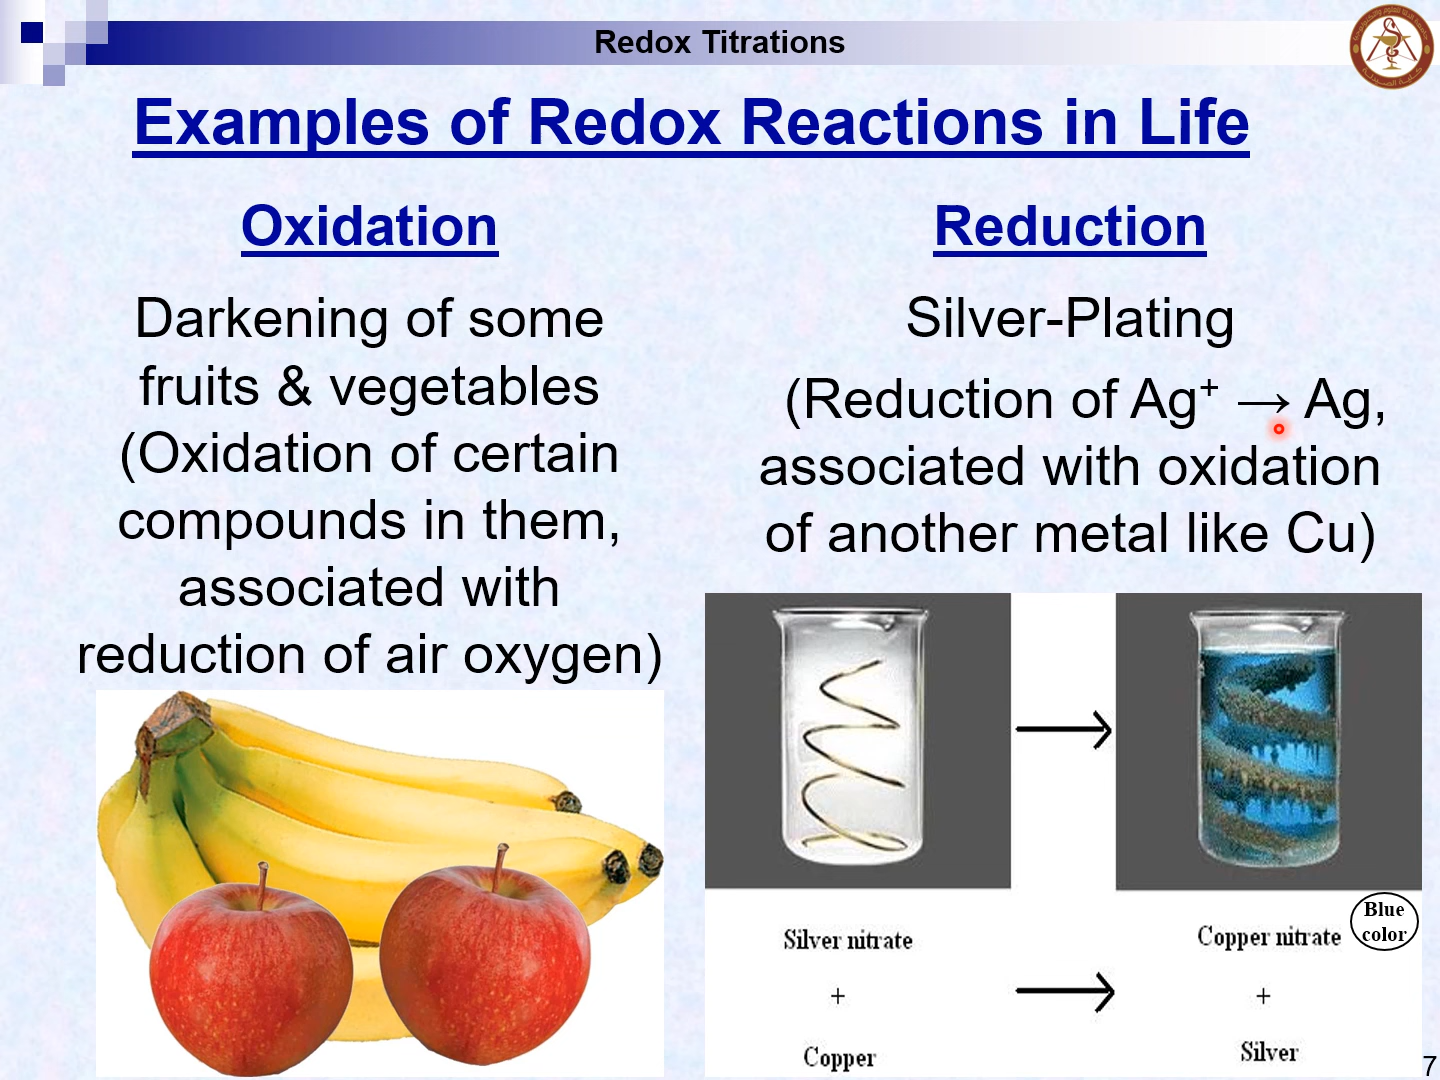 Redox Titrations
Examples of Redox Reactions in Life
Oxidation
Darkening of some
fruits & vegetables
(Oxidation of certain
compounds in them,
associated with
reduction of air oxygen)
Reduction
Silver-Plating
(Reduction of Ag⁺ → Ag,
associated with oxidation
of another metal like Cu)
Silver nitrate
+
Copper
Copper nitrate
+
Silver
Blue
color
7